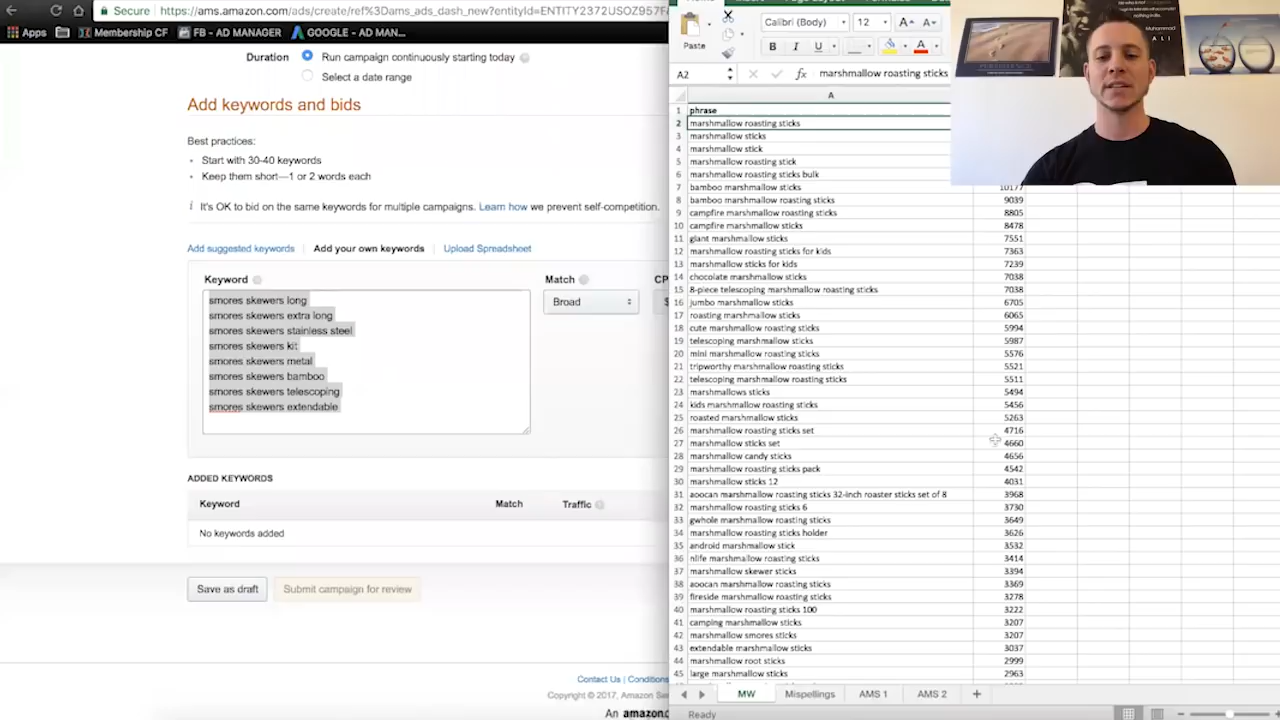 Secure
https://ams.amazon.com/ads/create/ref%3Dams_ads_dash_new?entityId=ENTITY2372USOZ957F
Apps
Membership CF
FB - AD MANAGER
GOOGLE - AD MAN...
Duration
Run campaign continuously starting today
Select a date range
Add keywords and bids
Best practices:
• Start with 30-40 keywords
• Keep them short—1 or 2 words each
i It's OK to bid on the same keywords for multiple campaigns. Learn how we prevent self-competition.
Add suggested keywords
Add your own keywords
Upload Spreadsheet
Keyword
Match
CP
smores skewers long
smores skewers extra long
smores skewers stainless steel
smores skewers kit
smores skewers metal
smores skewers bamboo
smores skewers telescoping
smores skewers extendable
Broad
$
ADDED KEYWORDS
Keyword
Match
Traffic
No keywords added
Save as draft
Submit campaign for review
Contact Us | Conditions
Copyright © 2017, Amazon Se
An amazon.c
Paste
Calibri (Body)
12
A
A
B I U
A
A2
fx
marshmallow roasting sticks
A
1 phrase
2 marshmallow roasting sticks
3 marshmallow sticks
4 marshmallow stick
5 marshmallow roasting stick
6 marshmallow roasting sticks bulk
7 bamboo marshmallow sticks 10177
8 bamboo marshmallow roasting sticks 9039
9 campfire marshmallow roasting sticks 8805
10 campfire marshmallow sticks 8478
11 giant marshmallow sticks 7551
12 marshmallow roasting sticks for kids 7363
13 marshmallow sticks for kids 7239
14 chocolate marshmallow sticks 7038
15 8-piece telescoping marshmallow roasting sticks 7038
16 jumbo marshmallow sticks 6705
17 roasting marshmallow sticks 6065
18 cute marshmallow roasting sticks 5994
19 telescoping marshmallow sticks 5987
20 mini marshmallow roasting sticks 5576
21 tripworthy marshmallow roasting sticks 5521
22 telescoping marshmallow roasting sticks 5511
23 marshmallows sticks 5494
24 kids marshmallow roasting sticks 5456
25 roasted marshmallow sticks 5263
26 marshmallow roasting sticks set 4716
27 marshmallow sticks set 4660
28 marshmallow candy sticks 4656
29 marshmallow roasting sticks pack 4542
30 marshmallow sticks 12 4031
31 aoocan marshmallow roasting sticks 32-inch roaster sticks set of 8 3968
32 marshmallow roasting sticks 6 3730
33 gwhole marshmallow roasting sticks 3649
34 marshmallow roasting sticks holder 3626
35 android marshmallow stick 3532
36 nlife marshmallow roasting sticks 3414
37 marshmallow skewer sticks 3394
38 aoocan marshmallow roasting sticks 3369
39 fireside marshmallow roasting sticks 3278
40 marshmallow roasting sticks 100 3222
41 camping marshmallow sticks 3207
42 marshmallow smores sticks 3207
43 extendable marshmallow sticks 3037
44 marshmallow root sticks 2999
45 large marshmallow sticks 2963
MW
Mispellings
AMS 1
AMS 2
+
Ready
Muhammad
ALI